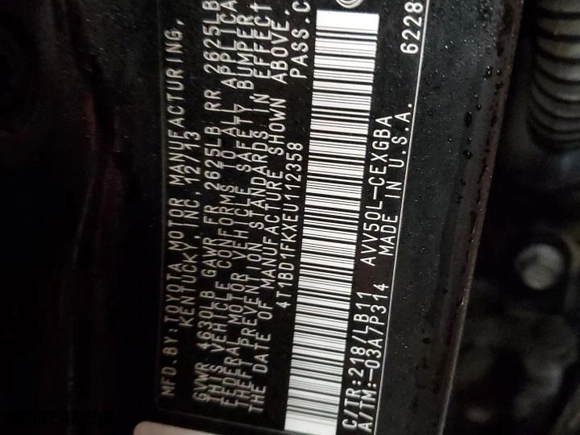 MFD. BY: TOYOTA MOTOR MANUFACTURING,
KENTUCKY INC. 12/13
GVWR 4630LB GAWR FR 2625LB RR 2625LB
THIS VEHICLE CONFORMS TO ALL APPLICA
FEDERAL MOTOR VEHICLE SAFETY, BUMPER
THEFT PREVENTION STANDARDS IN EFFECT
THE DATE OF MANUFACTURE SHOWN ABOVE.
4T1BD1FKXEU112358 PASS.C
C/TR:218/LB11 AVV50L-CEXGBA
A/TM:-03A7P314 MADE IN U.S.A. 6228